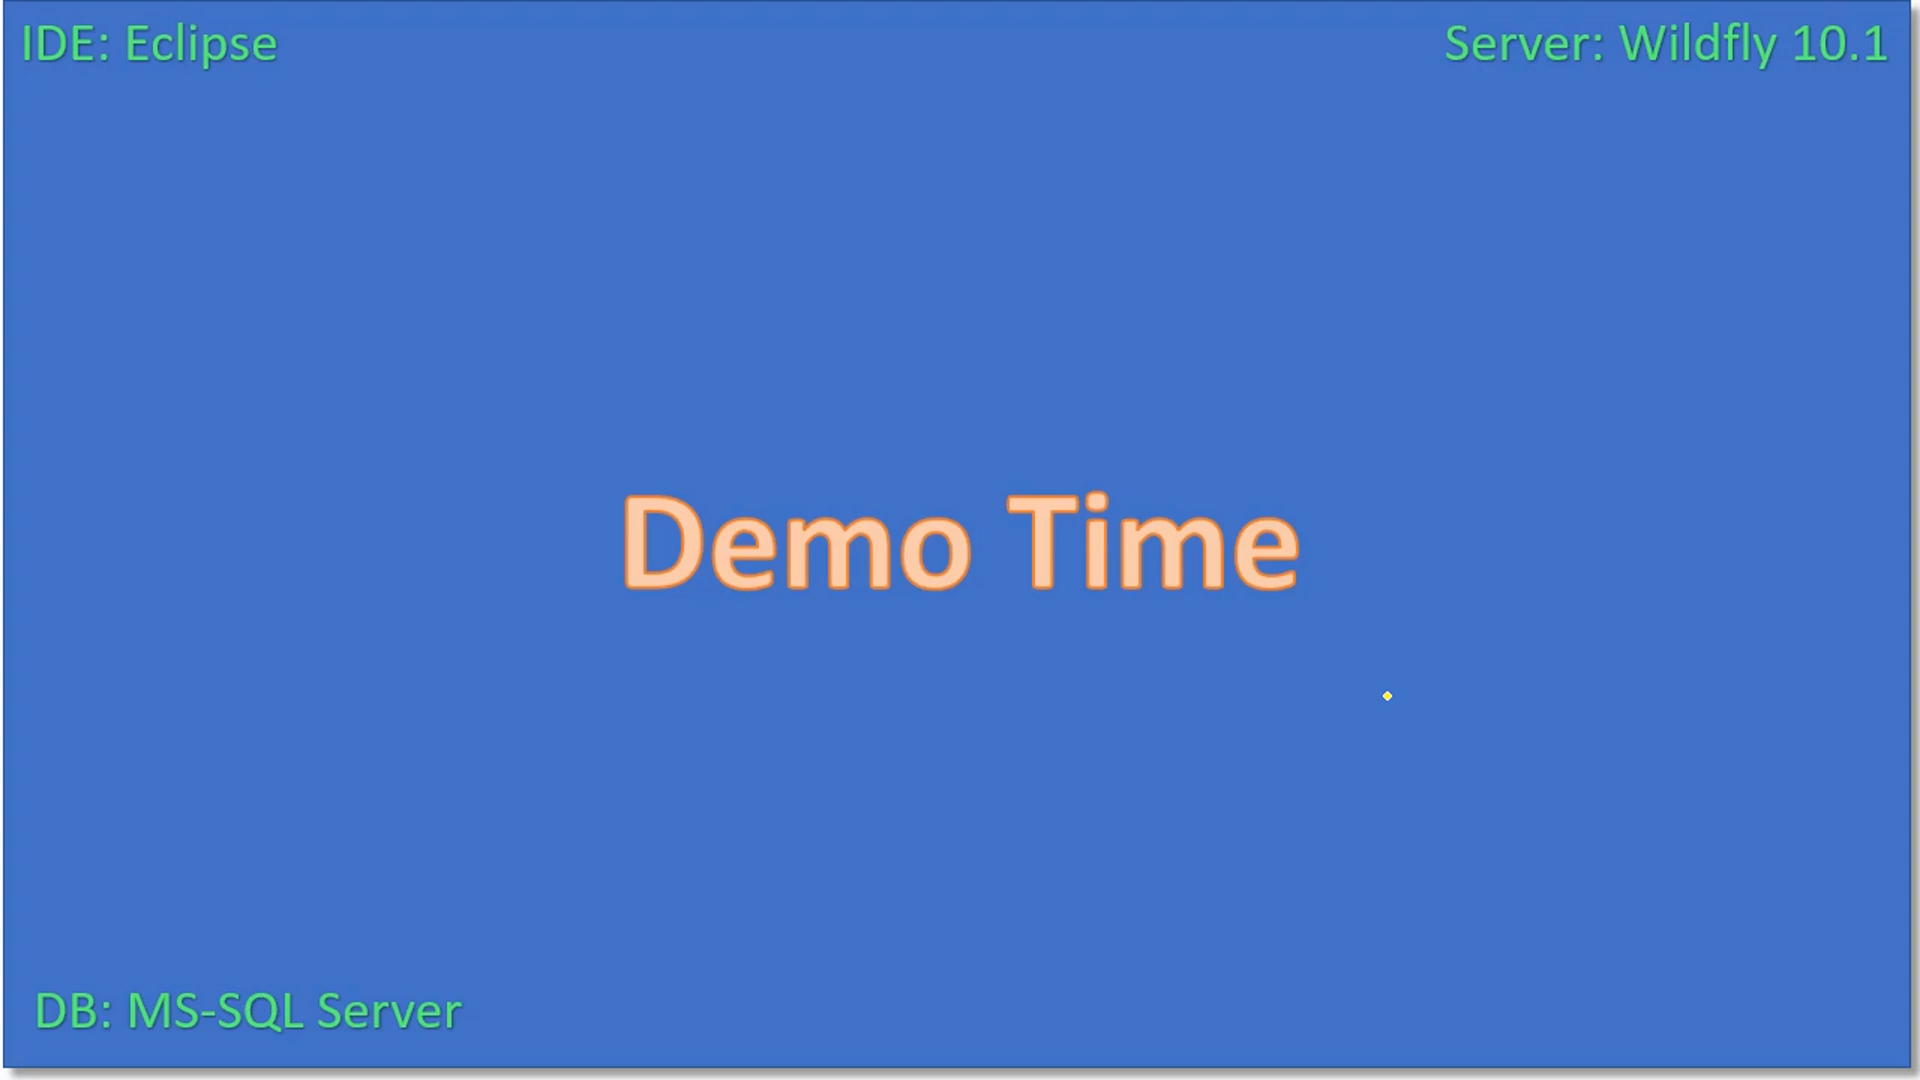 IDE: Eclipse
Server: Wildfly 10.1
Demo Time
DB: MS-SQL Server